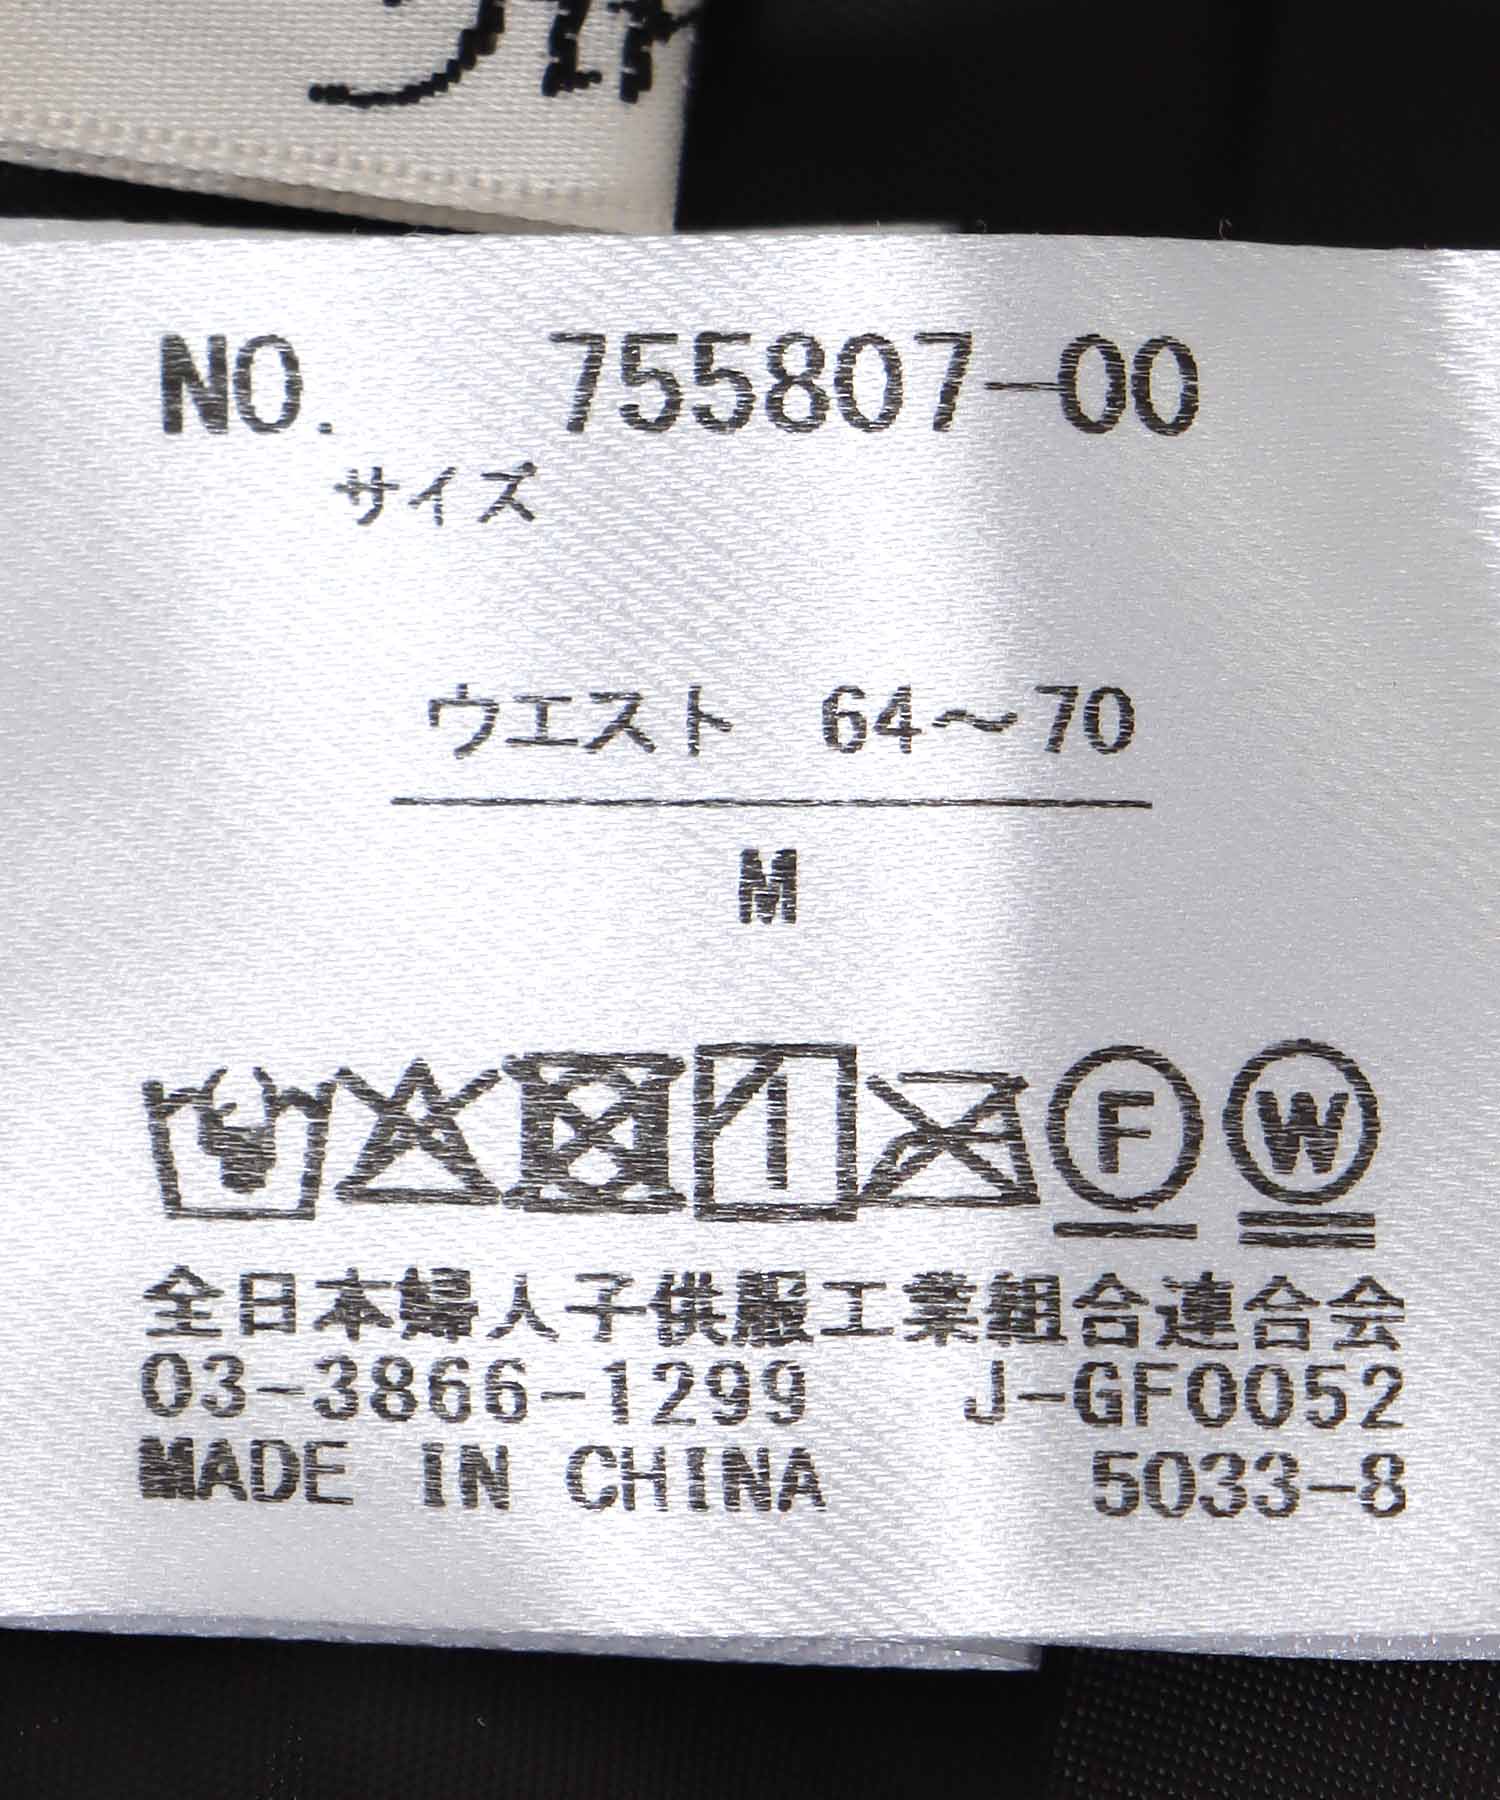 NO. 755807-00
サイズ
ウエスト 64～70
M
F W
全日本婦人子供服工業組合連合会
03-3866-1299 J-GF0052
MADE IN CHINA 5033-8